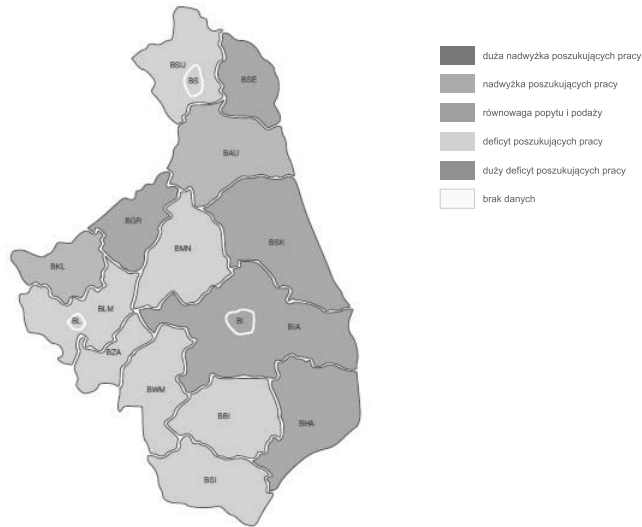 BSU
BS
BSE
duża nadwyżka poszukujących pracy
nadwyżka poszukujących pracy
równowaga popytu i podaży
deficyt poszukujących pracy
duży deficyt poszukujących pracy
brak danych
BAU
BGR
BMN
BSK
BKL
BLM
BL
BI
BIA
BZA
BWM
BBI
BHA
BSI